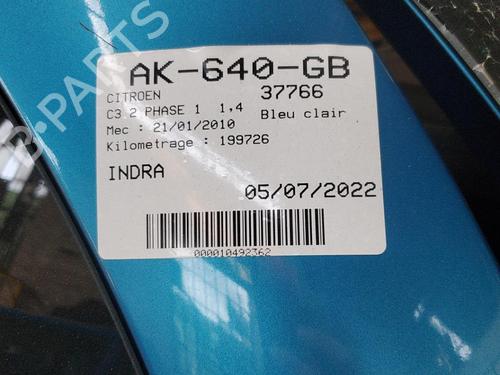 AK-640-GB
CITROEN 37766
C3 2 PHASE 1 1,4 Bleu clair
Mec : 21/01/2010
Kilometrage : 199726
INDRA
05/07/2022
000010492362
B-PARTS